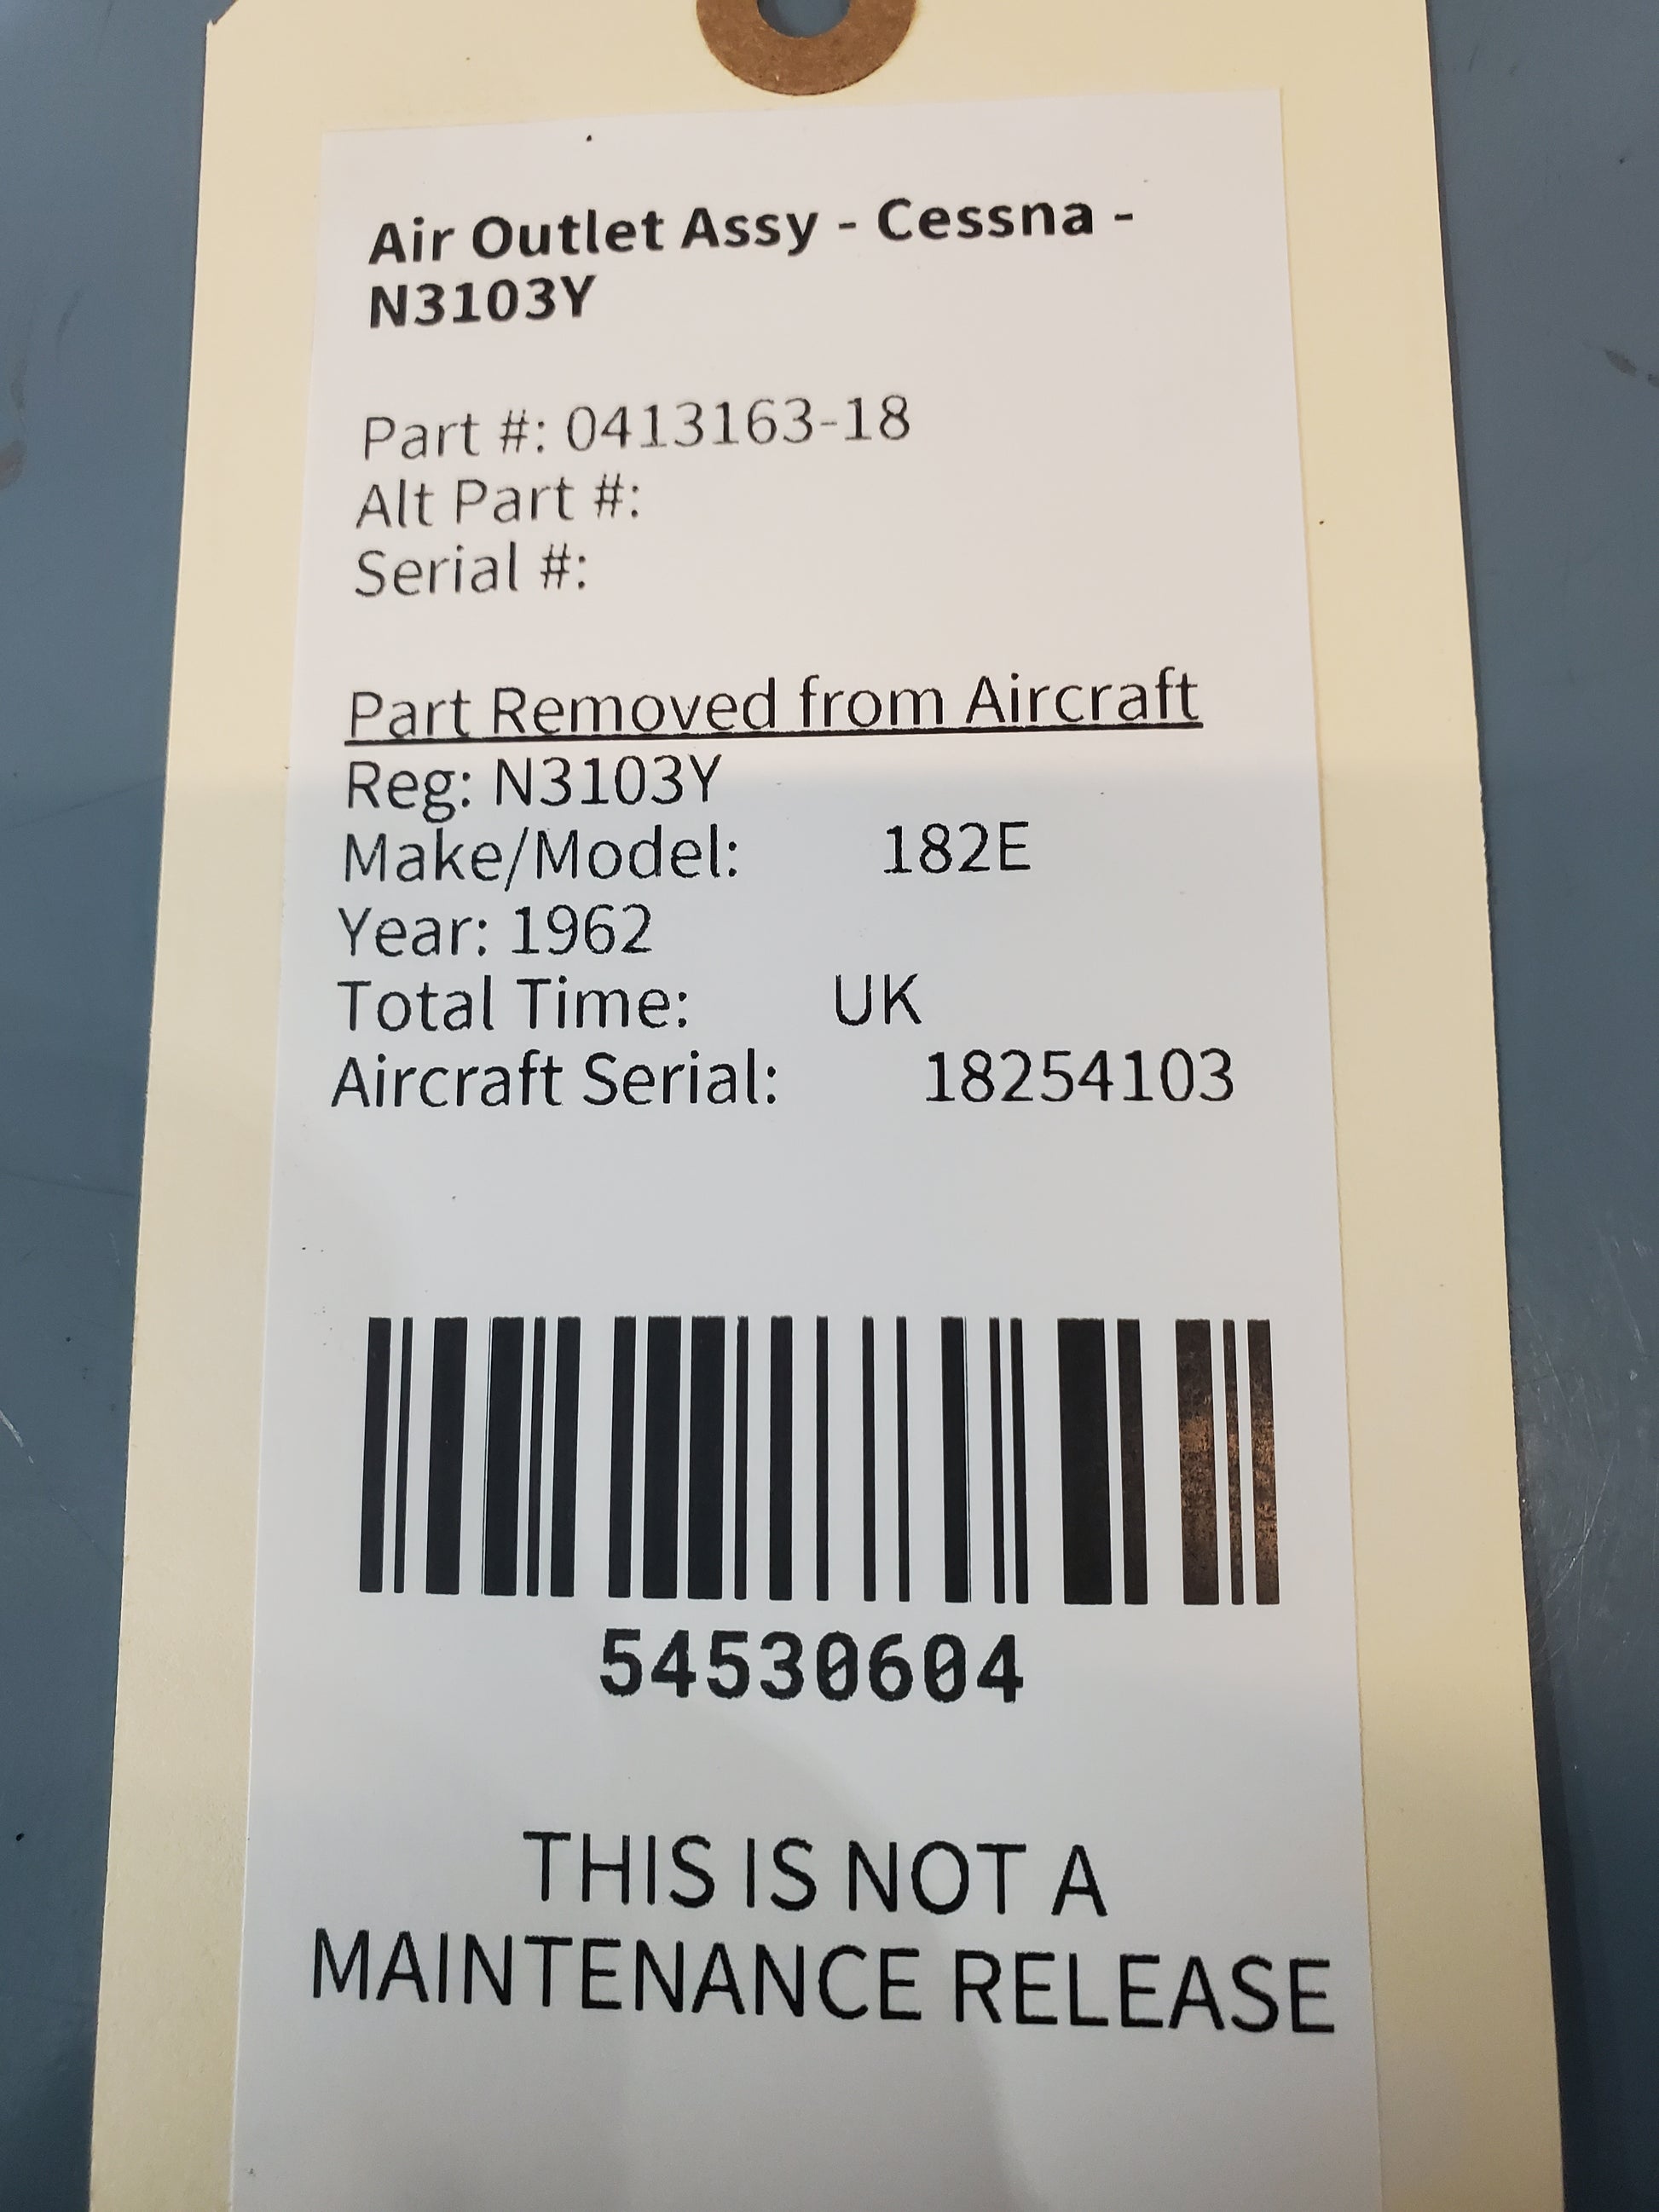 Air Outlet Assy - Cessna -
N3103Y
Part #: 0413163-18
Alt Part #:
Serial #:
Part Removed from Aircraft
Reg: N3103Y
Make/Model: 182E
Year: 1962
Total Time: UK
Aircraft Serial: 18254103
54530604
THIS IS NOT A
MAINTENANCE RELEASE